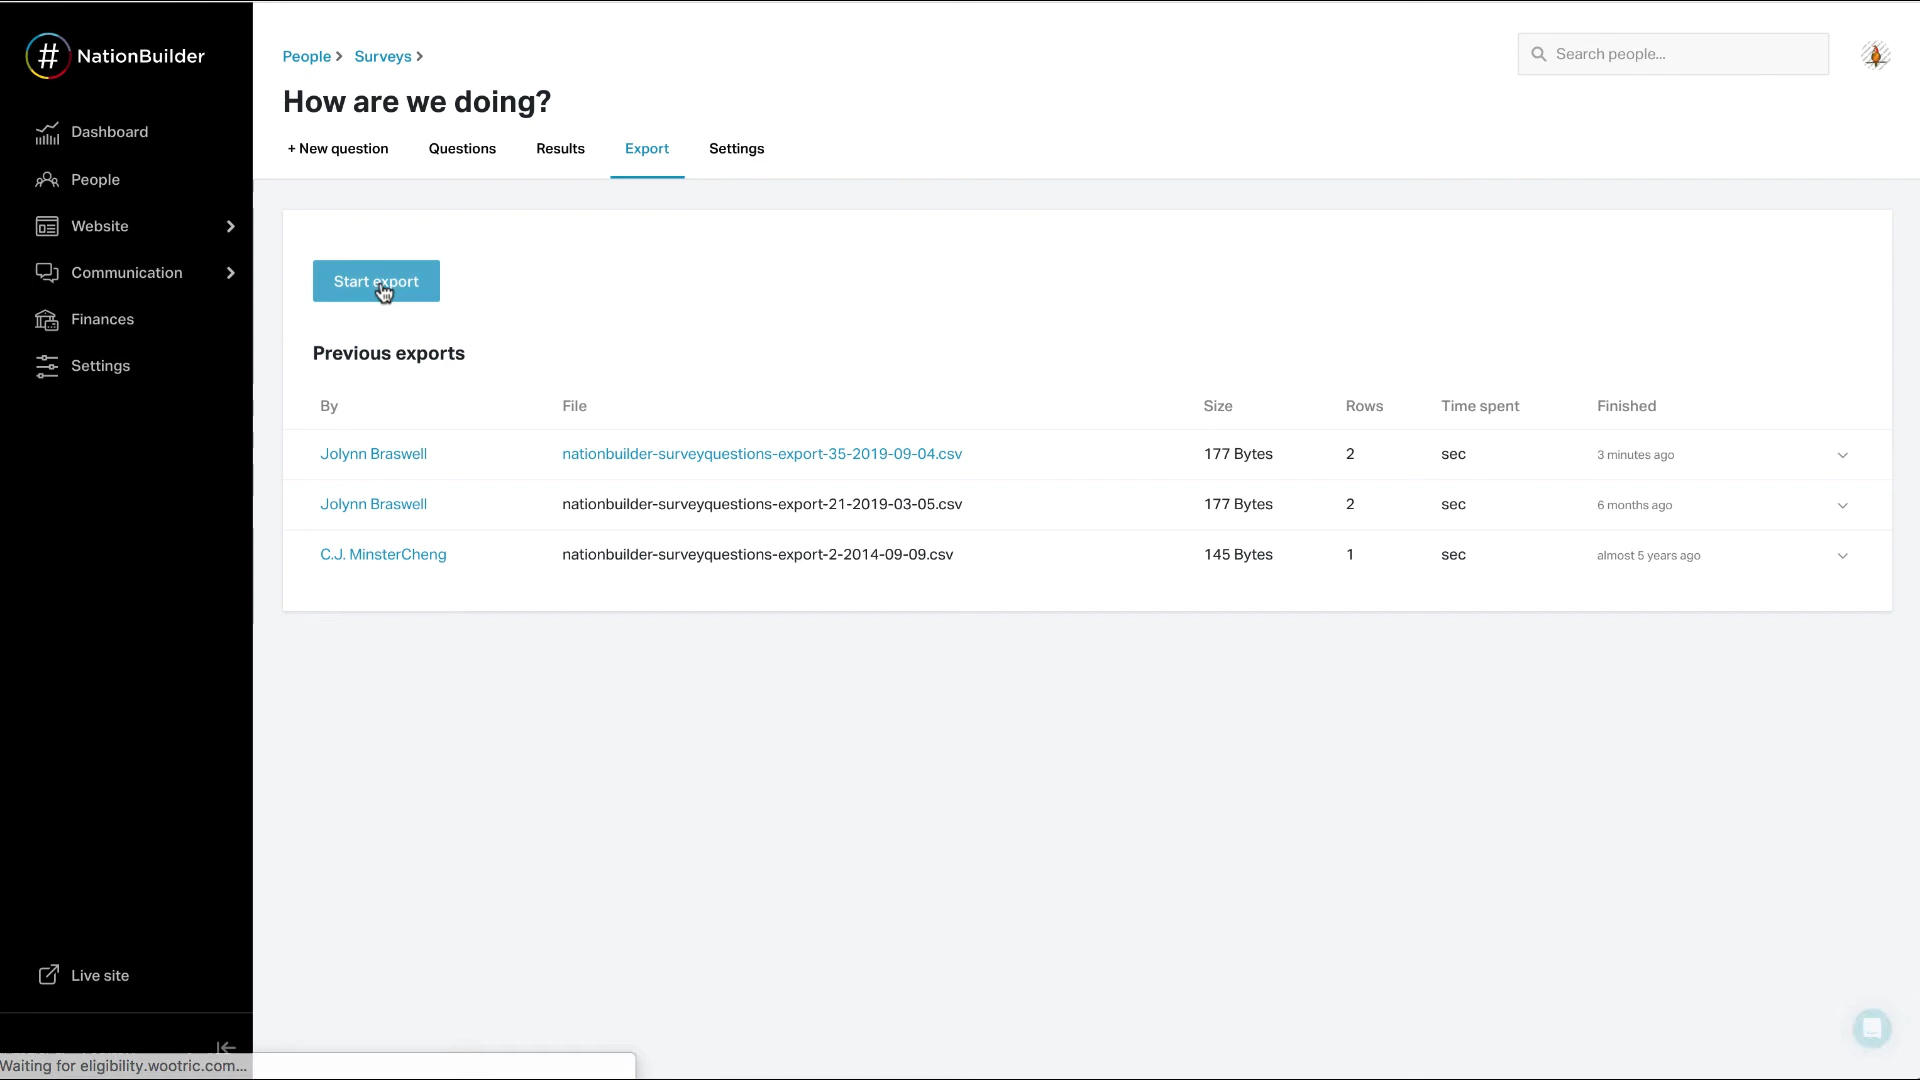 # NationBuilder
Dashboard
People
Website
Communication
Finances
Settings
Live site
Waiting for eligibility.wootric.com...
People > Surveys >
Search people...
How are we doing?
+ New question Questions Results Export Settings
Start export
Previous exports
By File Size Rows Time spent Finished
Jolynn Braswell nationbuilder-surveyquestions-export-35-2019-09-04.csv 177 Bytes 2 sec 3 minutes ago
Jolynn Braswell nationbuilder-surveyquestions-export-21-2019-03-05.csv 177 Bytes 2 sec 6 months ago
C.J. MinsterCheng nationbuilder-surveyquestions-export-2-2014-09-09.csv 145 Bytes 1 sec almost 5 years ago